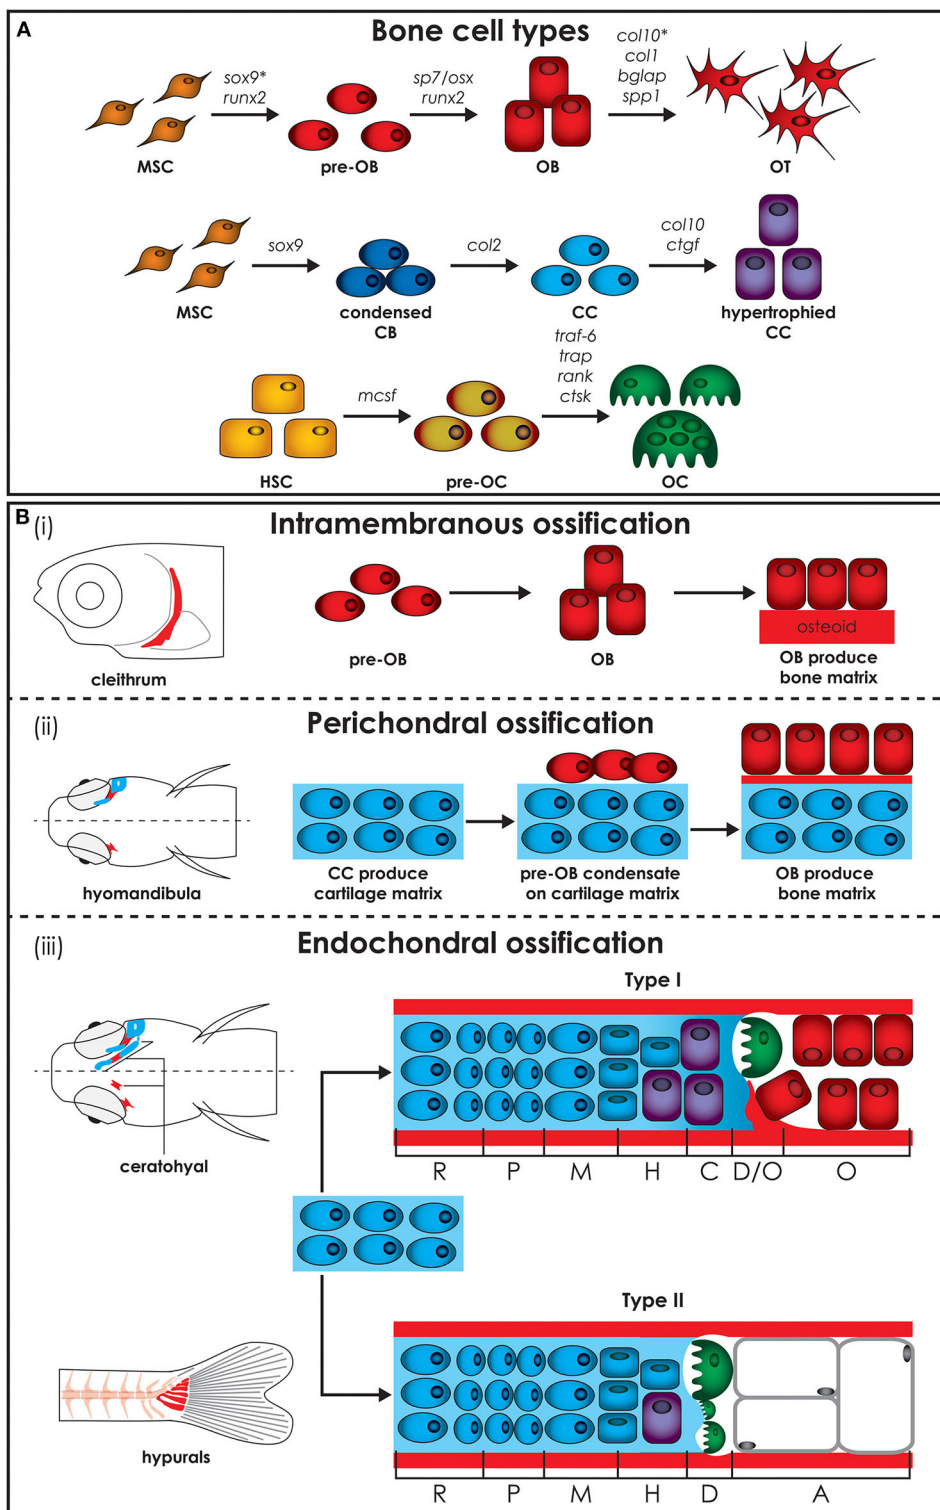 A
Bone cell types
sox9*
runx2
sp7/osx
runx2
col10*
col1
bglap
spp1
MSC
pre-OB
OB
OT
sox9
col2
col10
ctgf
MSC
condensed
CB
CC
hypertrophied
CC
mcsf
traf-6
trap
rank
ctsk
HSC
pre-OC
OC
B
(i)
Intramembranous ossification
osteoid
cleithrum
pre-OB
OB
OB produce
bone matrix
(ii)
Perichondral ossification
hyomandibula
CC produce
cartilage matrix
pre-OB condensate
on cartilage matrix
OB produce
bone matrix
(iii)
Endochondral ossification
Type I
ceratohyal
R P M H C D/O O
Type II
hypurals
R P M H D A